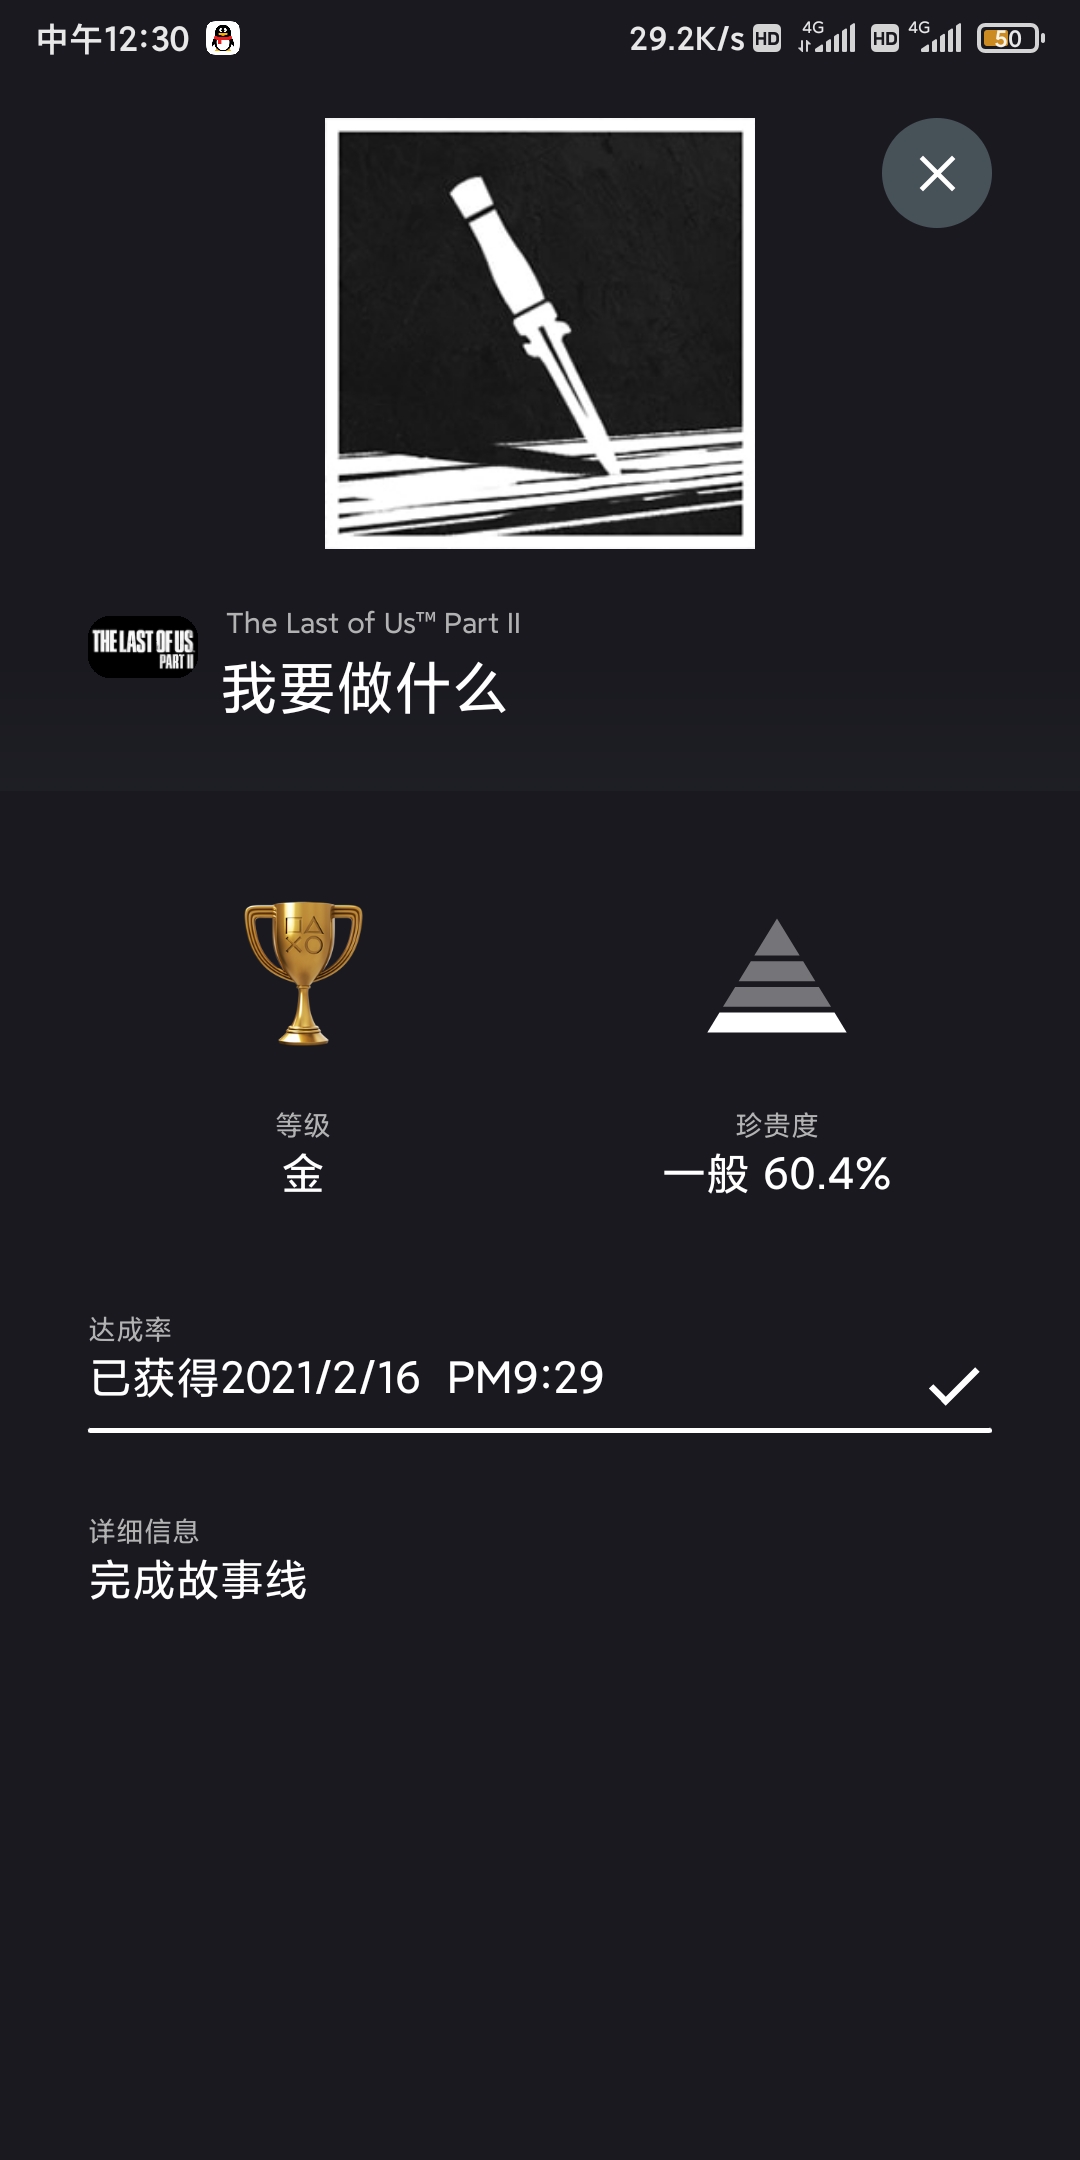 中午12:30
29.2K/s HD 4G HD 4G 50
The Last of Us™ Part II
THE LAST OF US
PART II
我要做什么
等级
金
珍贵度
一般 60.4%
达成率
已获得2021/2/16 PM9:29
详细信息
完成故事线